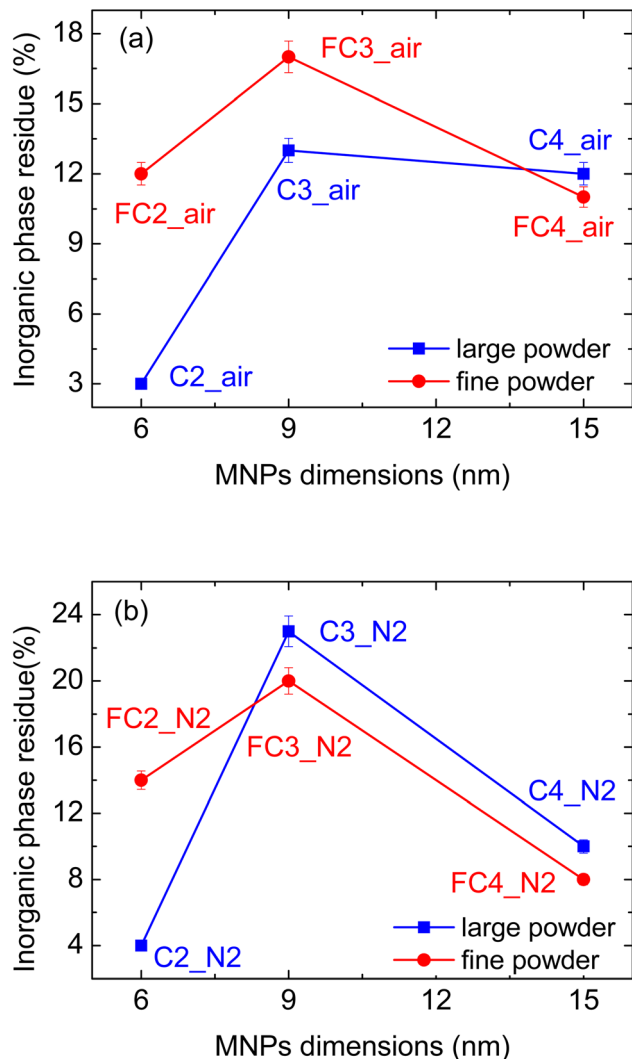 (a)
FC3_air
18
15
12
9
6
3
Inorganic phase residue (%)
C4_air
C3_air
FC2_air
FC4_air
C2_air
large powder
fine powder
6
9
12
15
MNPs dimensions (nm)
(b)
24
20
16
12
8
4
Inorganic phase residue(%)
C3_N2
FC2_N2
FC3_N2
C4_N2
FC4_N2
C2_N2
large powder
fine powder
6
9
12
15
MNPs dimensions (nm)